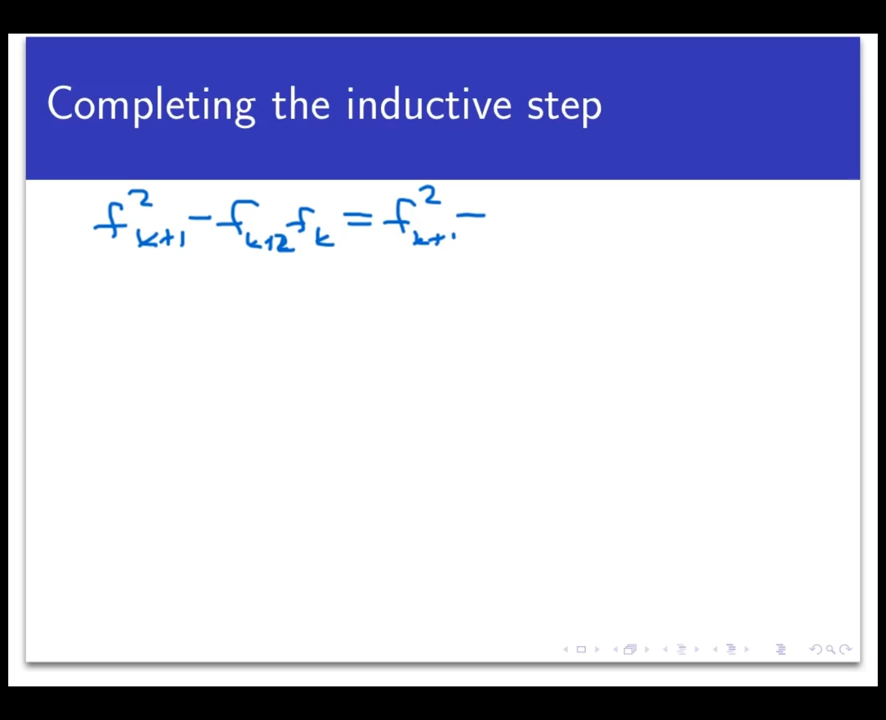 Completing the inductive step
f²ₖ₊₁ - fₖ₊₂fₖ = f²ₖ₊₁ -